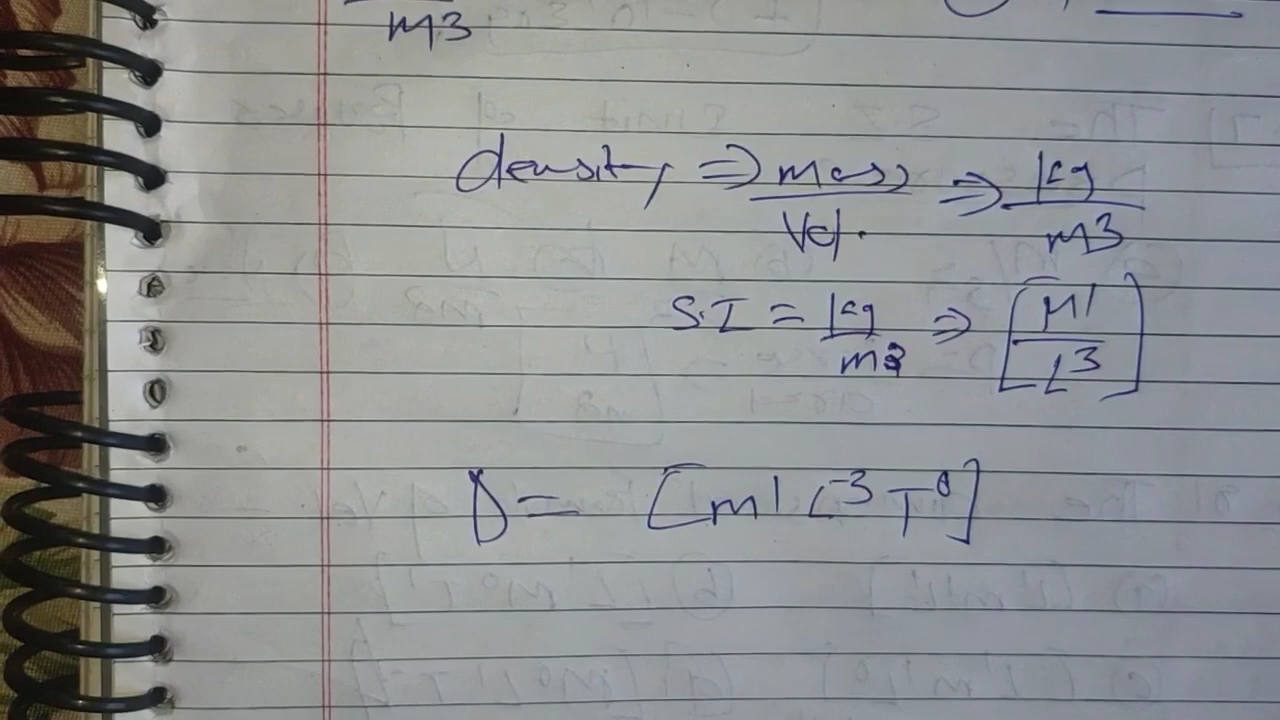 m3
density ⇒ mass/Vol. ⇒ kg/m3
S.I = kg/m3 ⇒ [M1/L3]
D = [M1 L-3 T0]